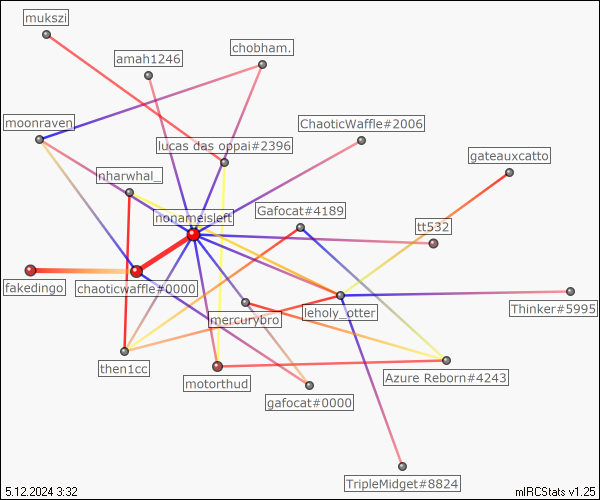 mukszi
chobham.
amah1246
moonraven
ChaoticWaffle#2006
lucas das oppai#2396
gateauxcatto
nharwhal_
Gafocat#4189
nonameisleft
tt532
fakedingo
chaoticwaffle#0000
leholy_otter
Thinker#5995
mercurybro
then1cc
motorthud
Azure Reborn#4243
gafocat#0000
TripleMidget#8824
5.12.2024 3:32
mIRCStats v1.25